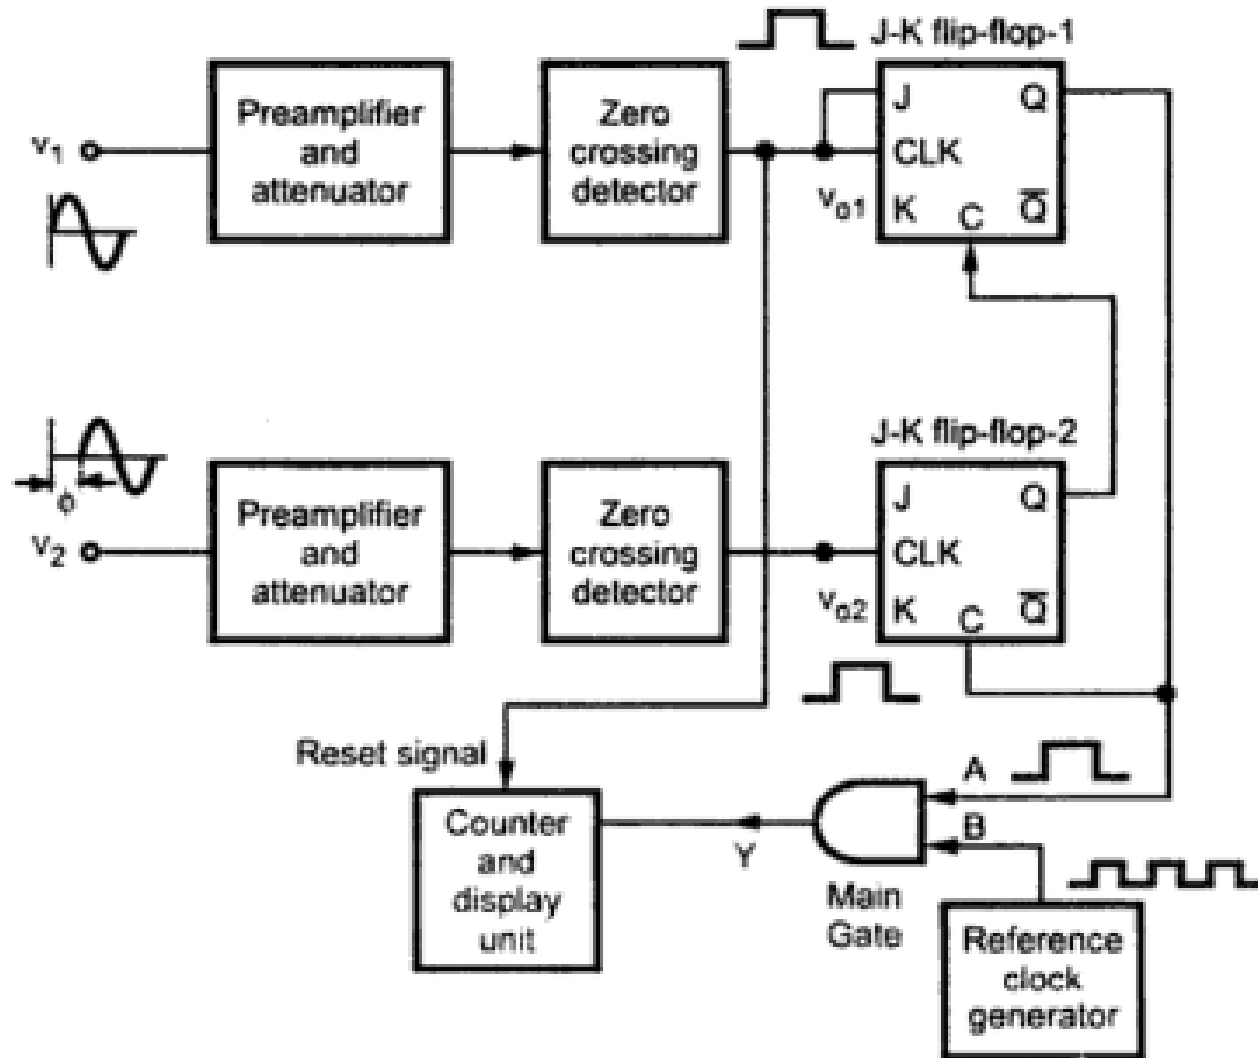 J-K flip-flop-1
Preamplifier
and
attenuator
Zero
crossing
detector
J
Q
v1
CLK
vo1
K
C
Q̅
J-K flip-flop-2
ϕ
v2
Preamplifier
and
attenuator
Zero
crossing
detector
J
Q
CLK
vo2
K
C
Q̅
Reset signal
A
B
Y
Counter
and
display
unit
Main
Gate
Reference
clock
generator